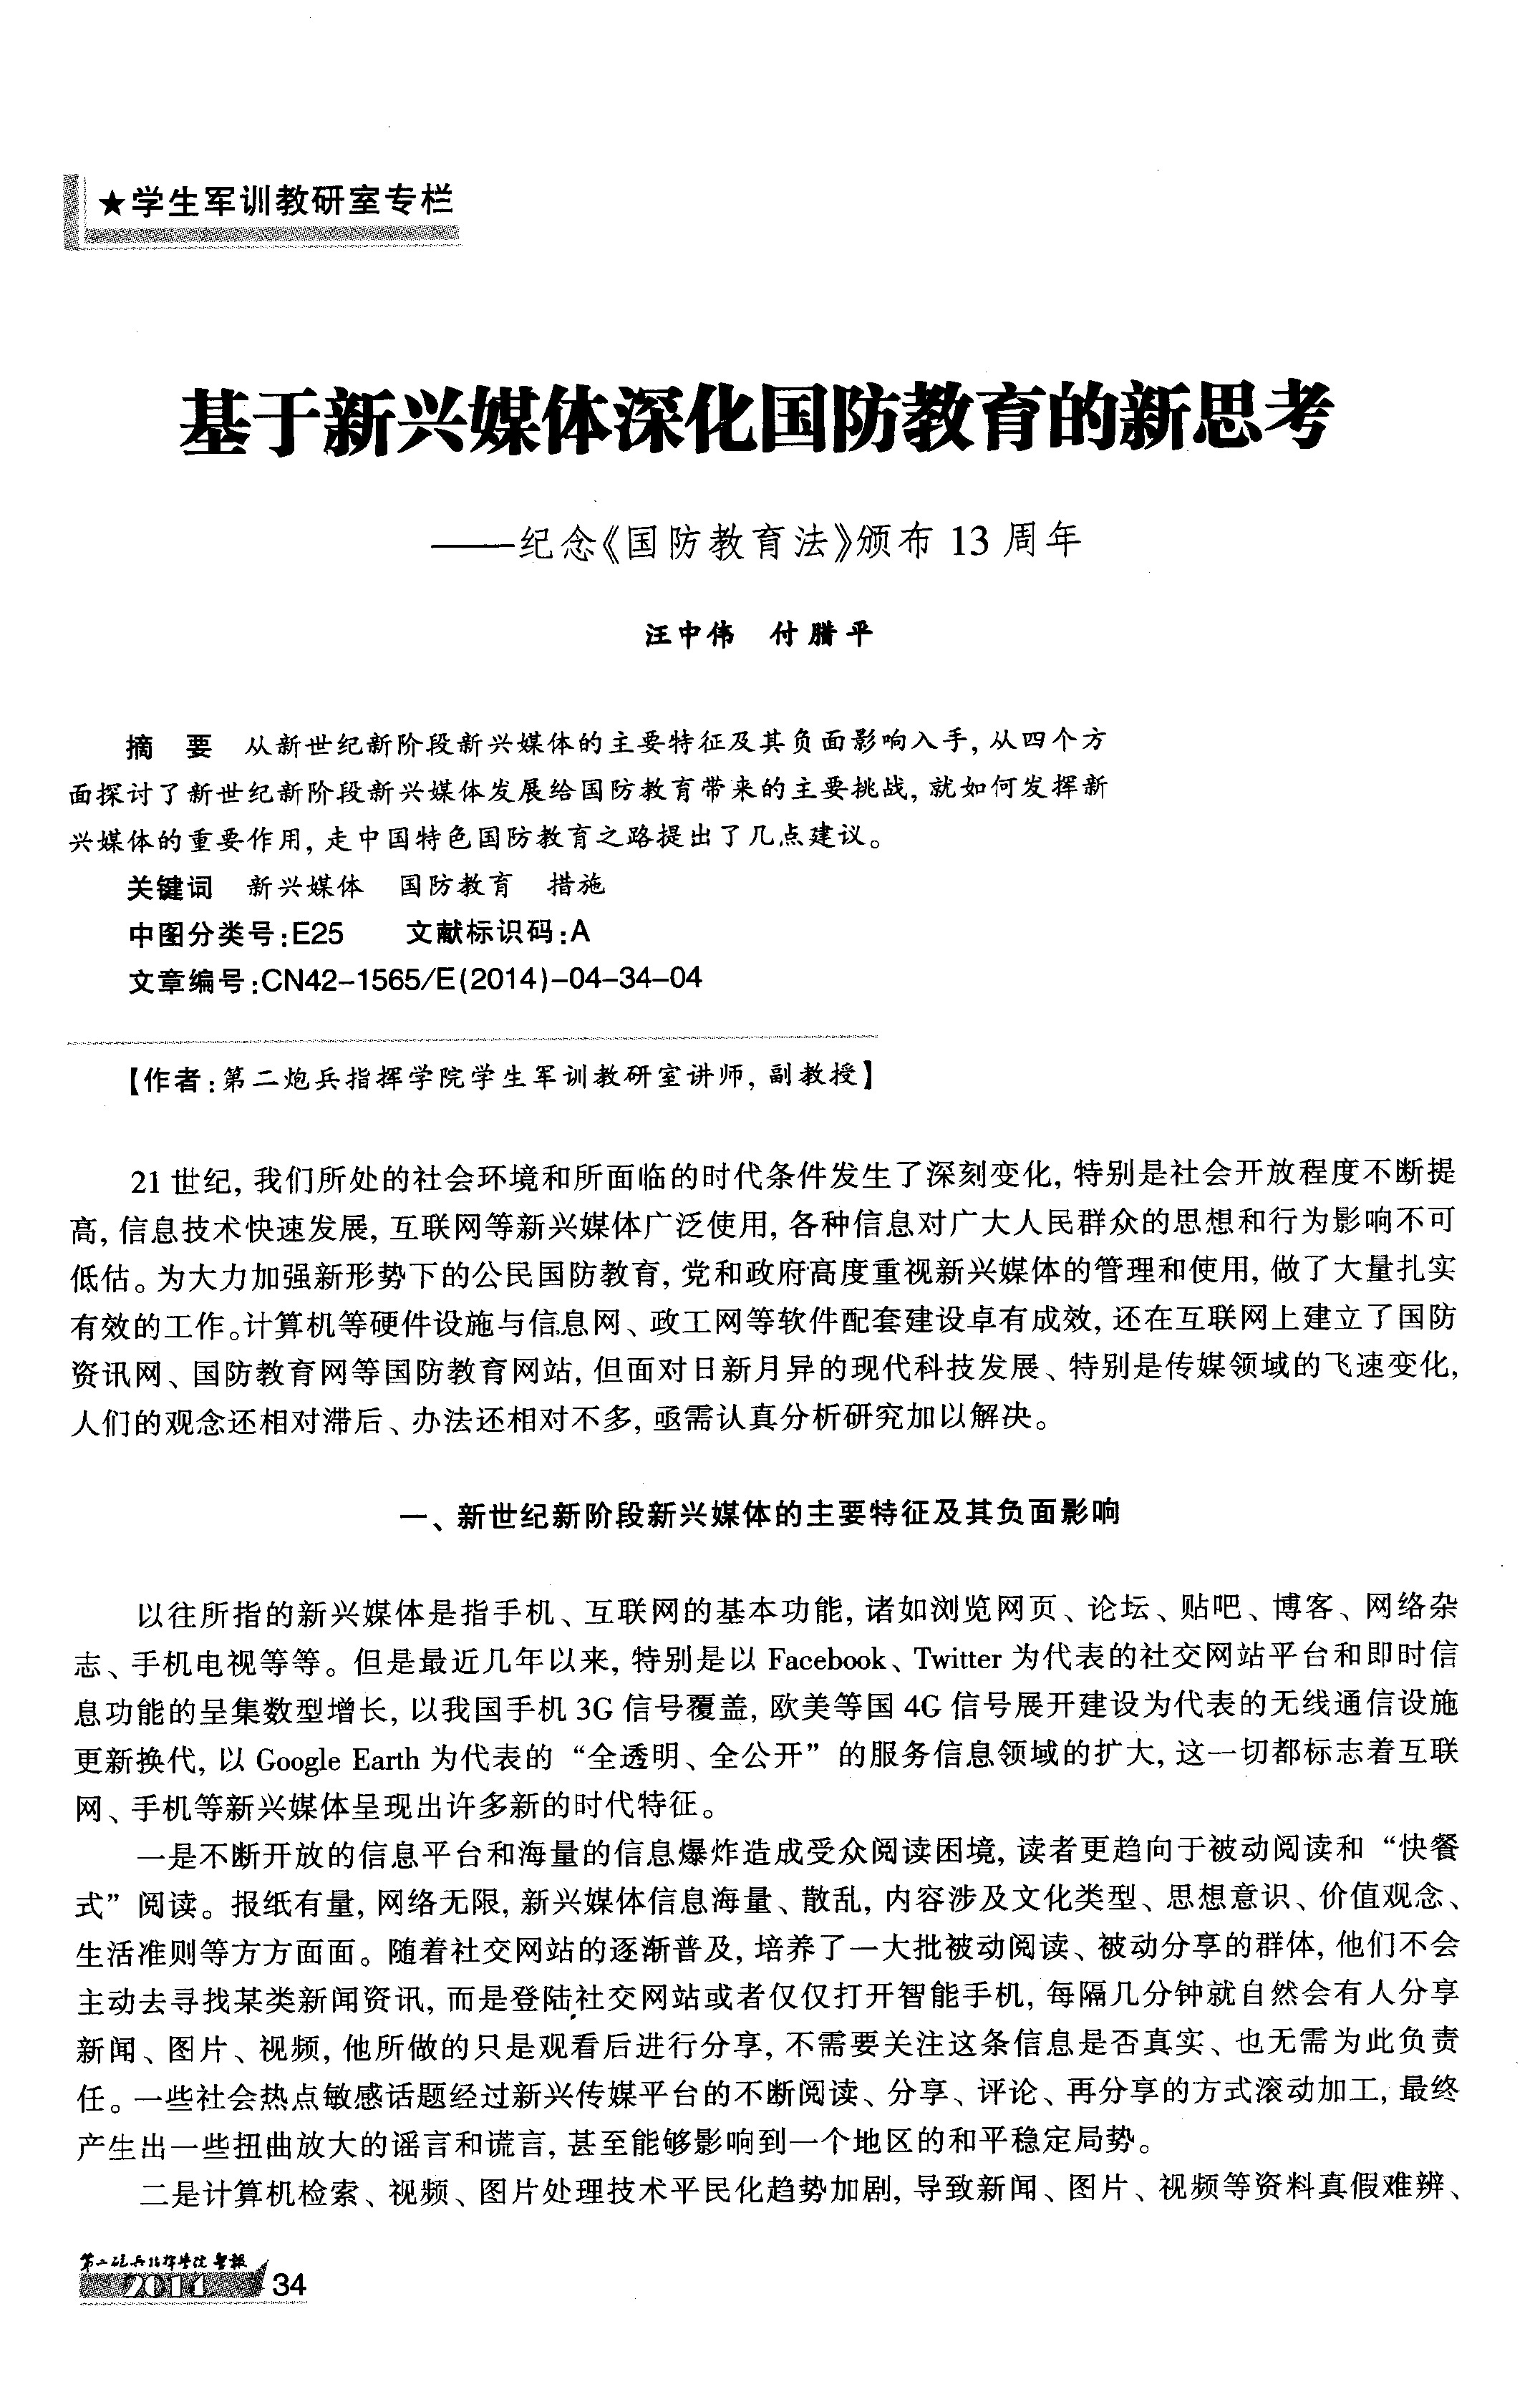 ★学生军训教研室专栏
基于新兴媒体深化国防教育的新思考
——纪念《国防教育法》颁布 13 周年
汪中伟 付腊平
摘 要 从新世纪新阶段新兴媒体的主要特征及其负面影响入手, 从四个方
面探讨了新世纪新阶段新兴媒体发展给国防教育带来的主要挑战, 就如何发挥新
兴媒体的重要作用, 走中国特色国防教育之路提出了几点建议。
关键词 新兴媒体 国防教育 措施
中图分类号:E25 文献标识码:A
文章编号:CN42-1565/E(2014)-04-34-04
【作者:第二炮兵指挥学院学生军训教研室讲师, 副教授】
21 世纪, 我们所处的社会环境和所面临的时代条件发生了深刻变化, 特别是社会开放程度不断提
高, 信息技术快速发展, 互联网等新兴媒体广泛使用, 各种信息对广大人民群众的思想和行为影响不可
低估。为大力加强新形势下的公民国防教育, 党和政府高度重视新兴媒体的管理和使用, 做了大量扎实
有效的工作。计算机等硬件设施与信息网、政工网等软件配套建设卓有成效, 还在互联网上建立了国防
资讯网、国防教育网等国防教育网站, 但面对日新月异的现代科技发展、特别是传媒领域的飞速变化,
人们的观念还相对滞后、办法还相对不多, 亟需认真分析研究加以解决。
一、新世纪新阶段新兴媒体的主要特征及其负面影响
以往所指的新兴媒体是指手机、互联网的基本功能, 诸如浏览网页、论坛、贴吧、博客、网络杂
志、手机电视等等。但是最近几年以来, 特别是以 Facebook、Twitter 为代表的社交网站平台和即时信
息功能的呈集数型增长, 以我国手机 3G 信号覆盖, 欧美等国 4G 信号展开建设为代表的无线通信设施
更新换代, 以 Google Earth 为代表的 “全透明、全公开” 的服务信息领域的扩大, 这一切都标志着互联
网、手机等新兴媒体呈现出许多新的时代特征。
一是不断开放的信息平台和海量的信息爆炸造成受众阅读困境, 读者更趋向于被动阅读和 “快餐
式” 阅读。报纸有量, 网络无限, 新兴媒体信息海量、散乱, 内容涉及文化类型、思想意识、价值观念、
生活准则等方方面面。随着社交网站的逐渐普及, 培养了一大批被动阅读、被动分享的群体, 他们不会
主动去寻找某类新闻资讯, 而是登陆社交网站或者仅仅打开智能手机, 每隔几分钟就自然会有人分享
新闻、图片、视频, 他所做的只是观看后进行分享, 不需要关注这条信息是否真实、也无需为此负责
任。一些社会热点敏感话题经过新兴传媒平台的不断阅读、分享、评论、再分享的方式滚动加工, 最终
产生出一些扭曲放大的谣言和谎言, 甚至能够影响到一个地区的和平稳定局势。
二是计算机检索、视频、图片处理技术平民化趋势加剧, 导致新闻、图片、视频等资料真假难辨、
第二炮兵指挥学院学报
2014 34